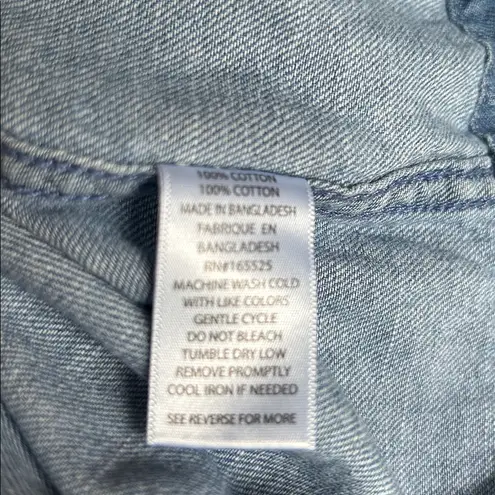 100% COTTON
100% COTTON
MADE IN BANGLADESH
FABRIQUE EN
BANGLADESH
RN#165525
MACHINE WASH COLD
WITH LIKE COLORS
GENTLE CYCLE
DO NOT BLEACH
TUMBLE DRY LOW
REMOVE PROMPTLY
COOL IRON IF NEEDED
SEE REVERSE FOR MORE